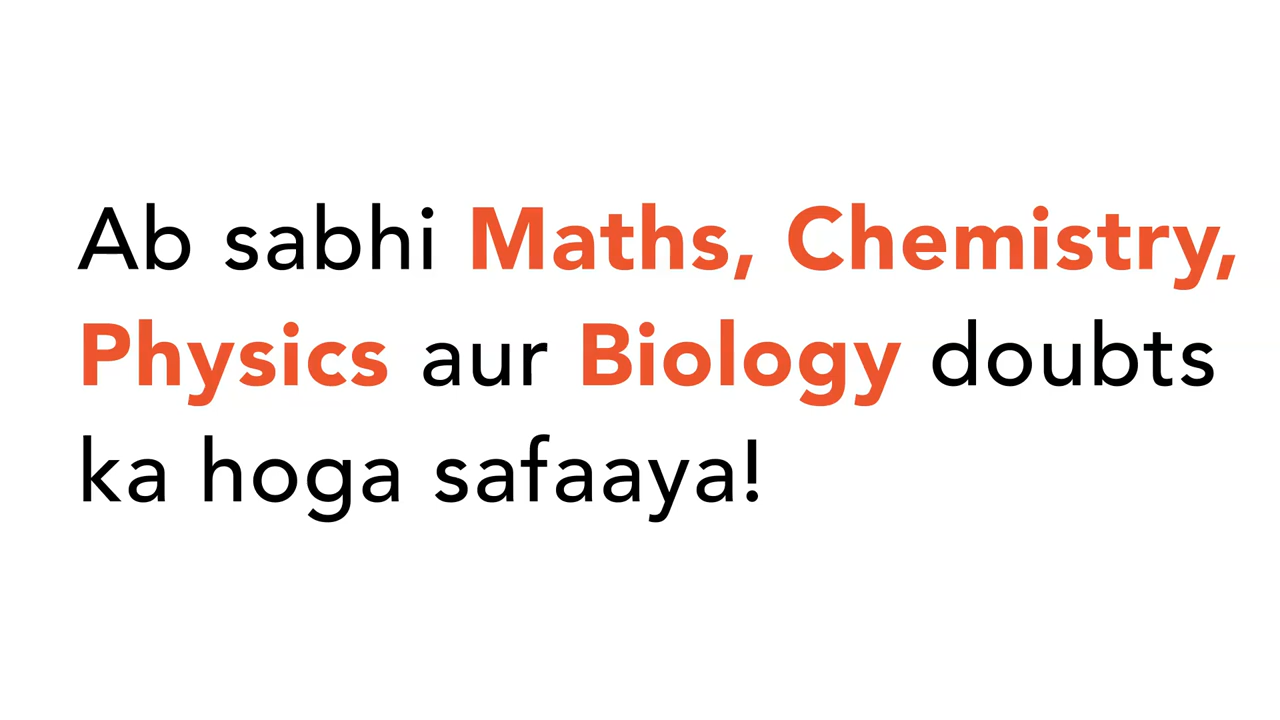 Ab sabhi Maths, Chemistry,
Physics aur Biology doubts
ka hoga safaaya!